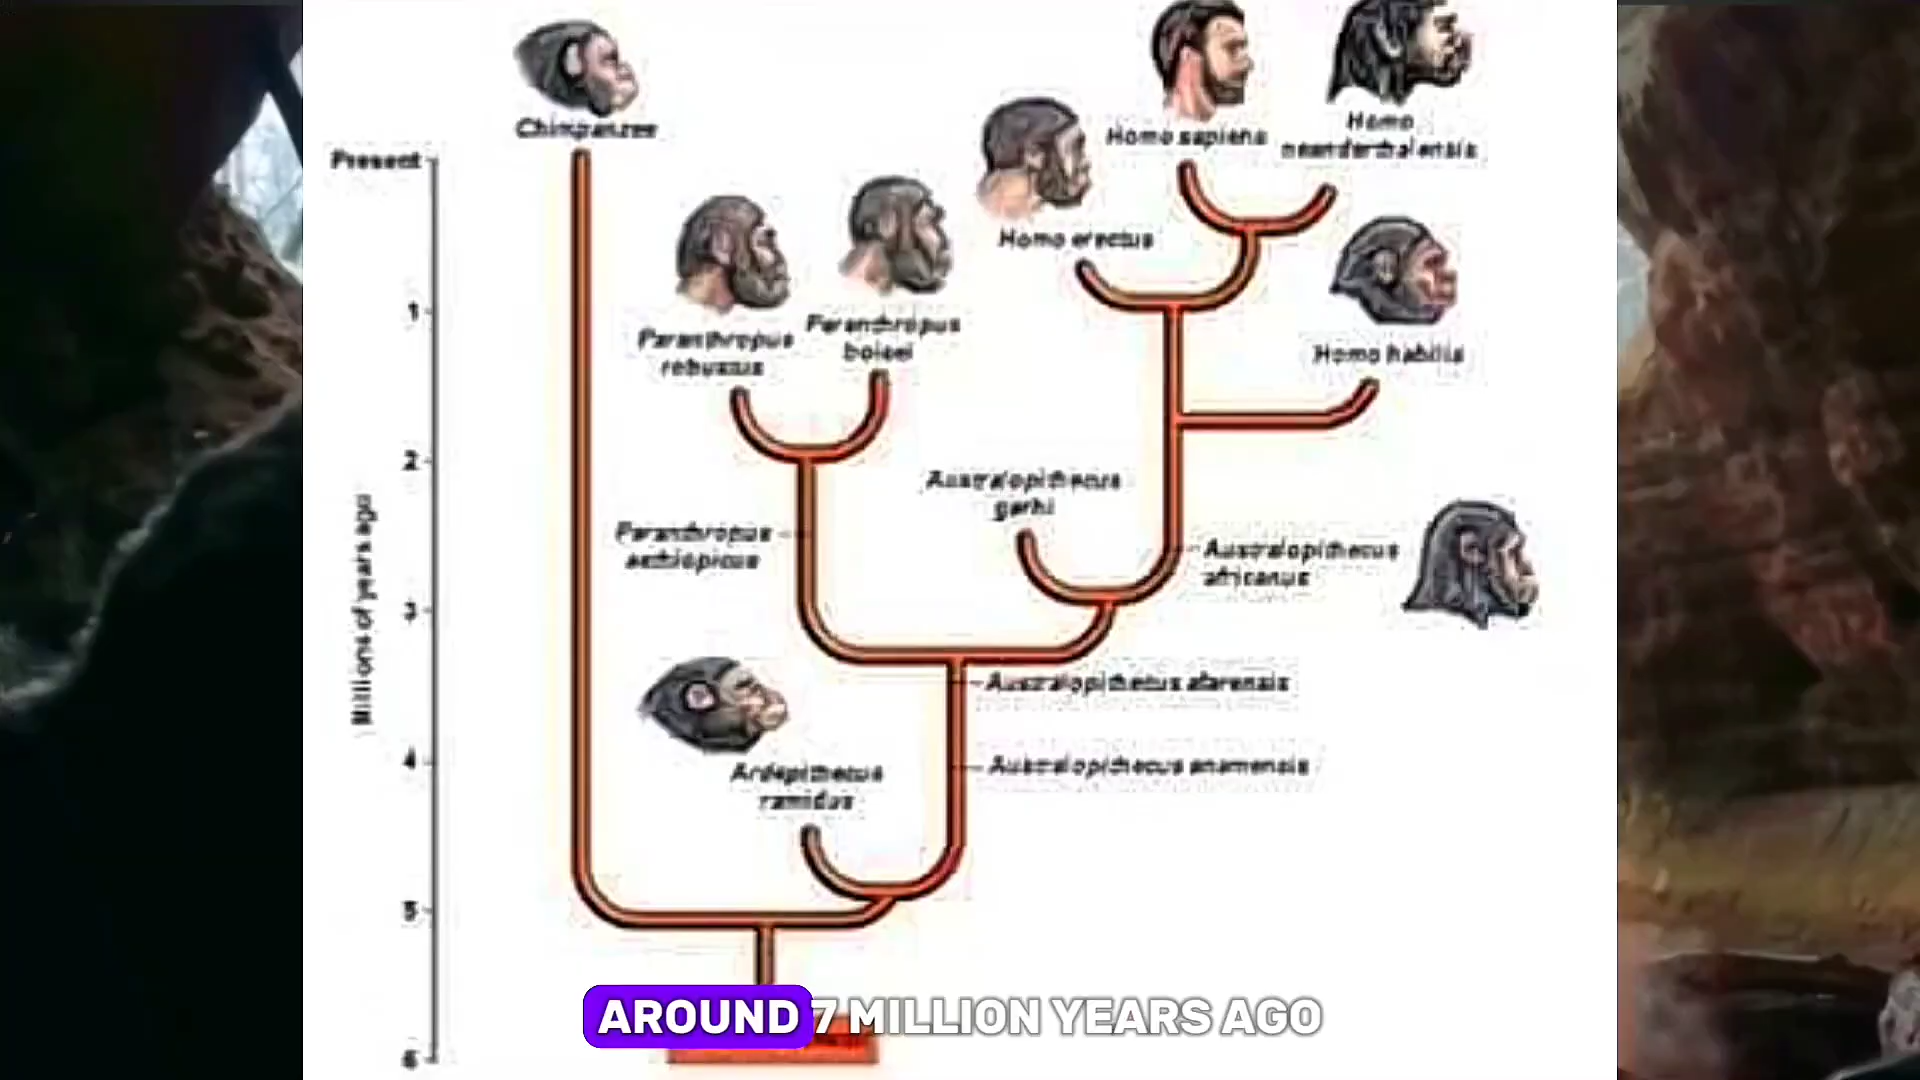 Chimpanzee
Homo sapiens
Homo
neanderthalensis
Present
Homo erectus
1
Paranthropus
robustus
Paranthropus
boisei
Homo habilis
2
Australopithecus
garhi
Paranthropus
aethiopicus
Australopithecus
africanus
3
Millions of years ago
Australopithecus afarensis
4
Australopithecus anamensis
Ardepithecus
ramidus
5
AROUND 7 MILLION YEARS AGO
6